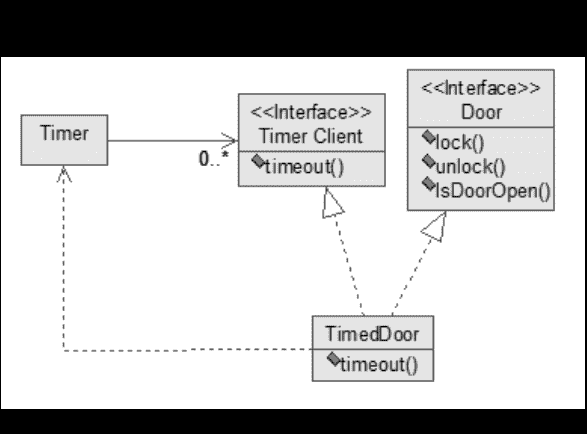 Timer
0..*
<<Interface>>
Timer Client
timeout()
<<Interface>>
Door
lock()
unlock()
IsDoorOpen()
TimedDoor
timeout()